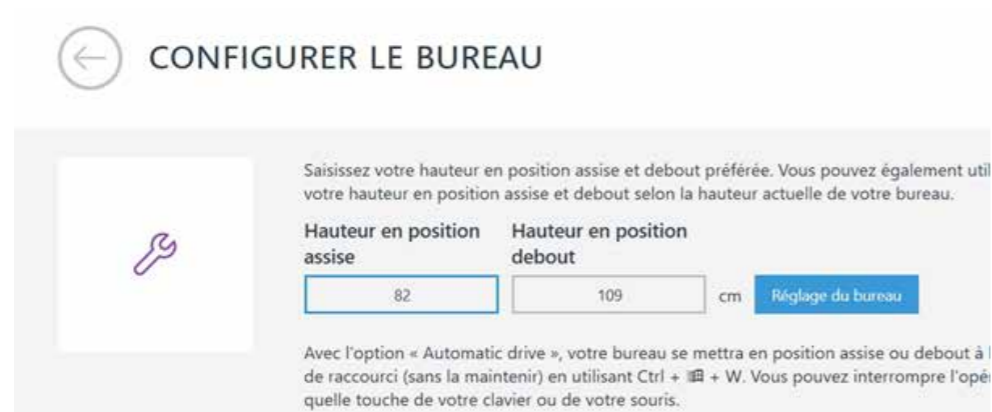 CONFIGURER LE BUREAU
Saisissez votre hauteur en position assise et debout préférée. Vous pouvez également
votre hauteur en position assise et debout selon la hauteur actuelle de votre bureau.
Hauteur en position assise
Hauteur en position debout
82
109
cm
Réglage du bureau
Avec l'option « Automatic drive », votre bureau se mettra en position assise ou debout à
de raccourci (sans la maintenir) en utilisant Ctrl + + W. Vous pouvez interrompre
quelle touche de votre clavier ou de votre souris.